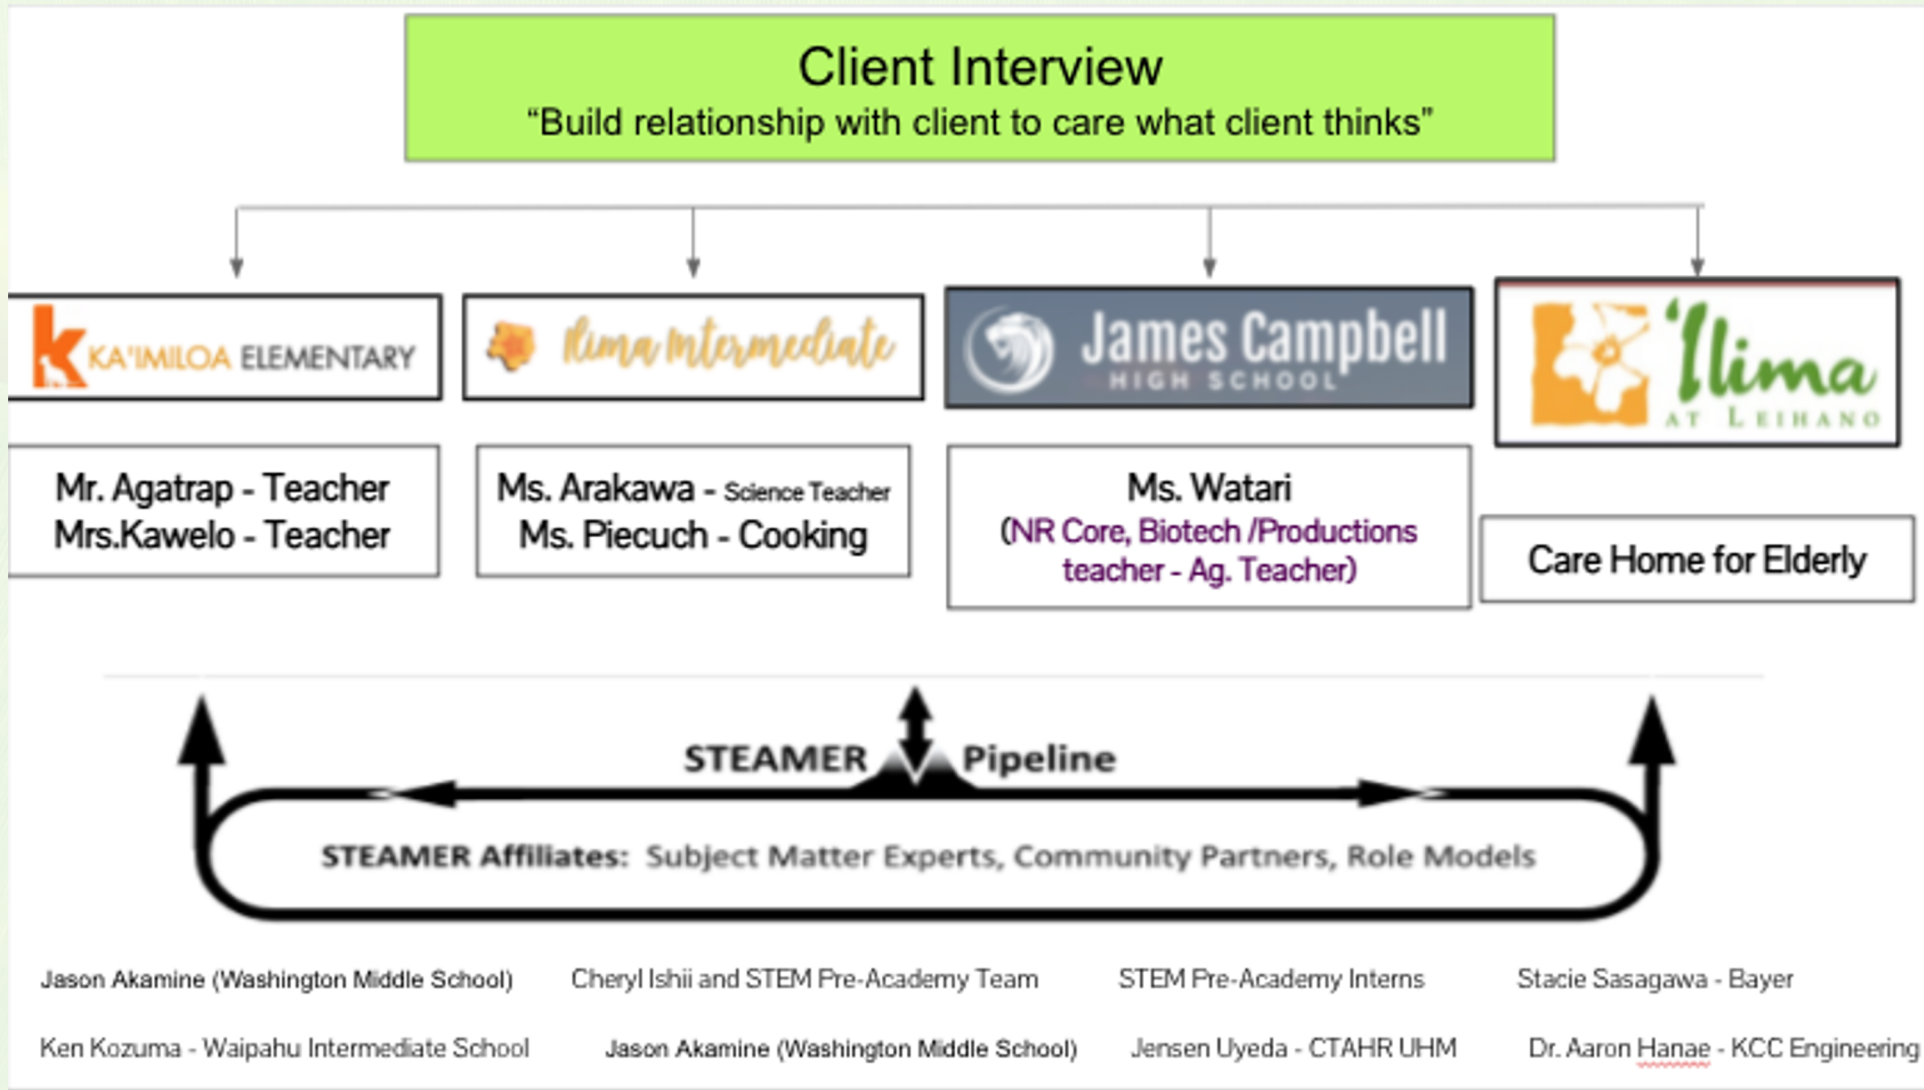 Client Interview
“Build relationship with client to care what client thinks”
KA'IMILOA ELEMENTARY
Ilima Intermediate
James Campbell
HIGH SCHOOL
'Ilima
AT LEIHANO
Mr. Agatrap - Teacher
Mrs.Kawelo - Teacher
Ms. Arakawa - Science Teacher
Ms. Piecuch - Cooking
Ms. Watari
(NR Core, Biotech /Productions
teacher - Ag. Teacher)
Care Home for Elderly
STEAMER Pipeline
STEAMER Affiliates: Subject Matter Experts, Community Partners, Role Models
Jason Akamine (Washington Middle School) Cheryl Ishii and STEM Pre-Academy Team STEM Pre-Academy Interns Stacie Sasagawa - Bayer
Ken Kozuma - Waipahu Intermediate School Jason Akamine (Washington Middle School) Jensen Uyeda - CTAHR UHM Dr. Aaron Hanae - KCC Engineering